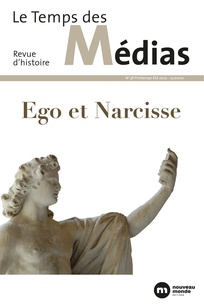 Le Temps des
Médias
Revue
d'histoire
Ego et Narcisse
nouveau
monde
éditions